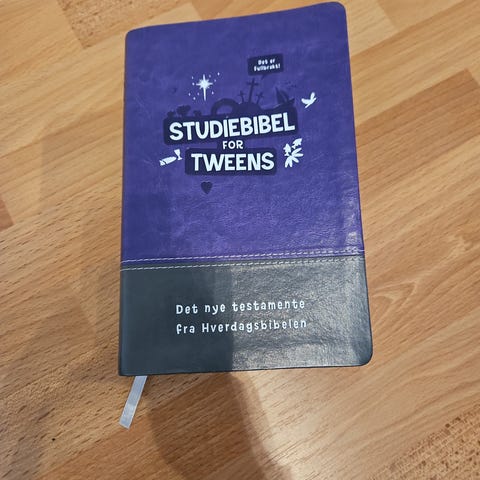 Det er
fullbrakt!
STUDIEBIBEL
FOR
TWEENS
Det nye testamente
fra Hverdagsbibelen